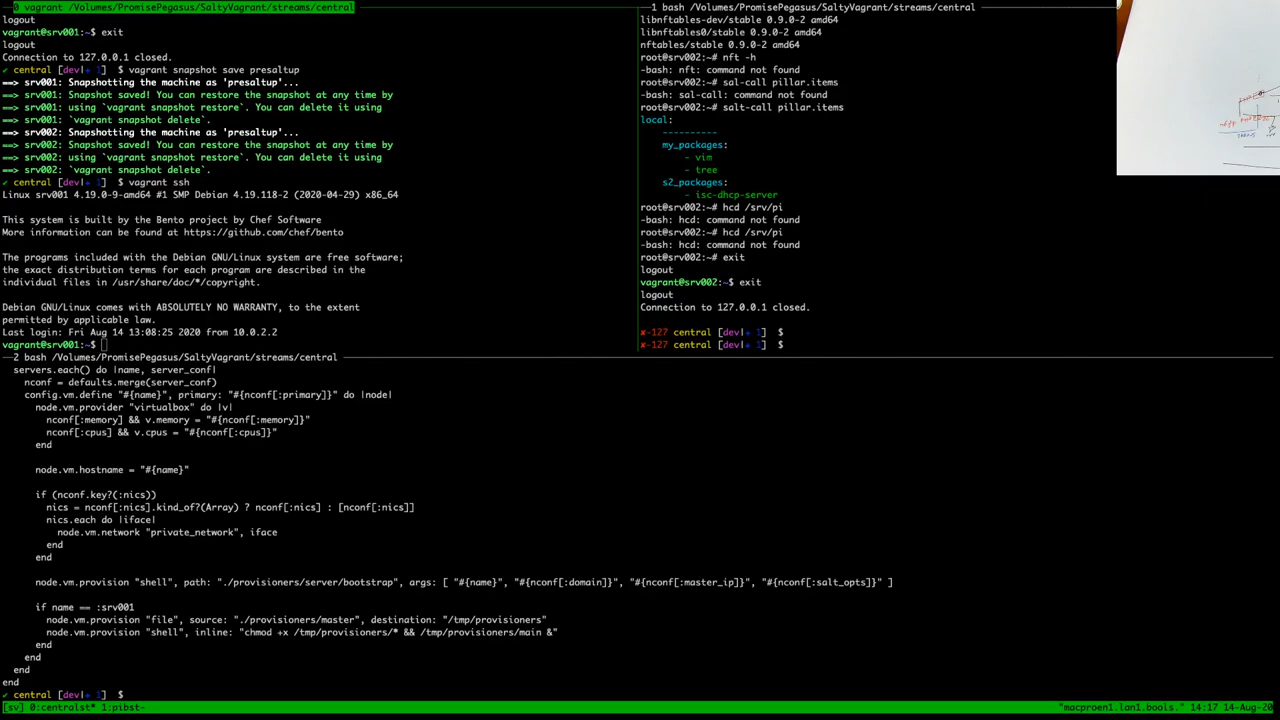 0 vagrant /Volumes/PromisePegasus/SaltyVagrant/streams/central
logout
vagrant@srv001:~$ exit
logout
Connection to 127.0.0.1 closed.
✔ central [dev|+ 1]  $ vagrant snapshot save presaltup
==> srv001: Snapshotting the machine as 'presaltup'...
==> srv001: Snapshot saved! You can restore the snapshot at any time by
==> srv001: using `vagrant snapshot restore`. You can delete it using
==> srv001: `vagrant snapshot delete`.
==> srv002: Snapshotting the machine as 'presaltup'...
==> srv002: Snapshot saved! You can restore the snapshot at any time by
==> srv002: using `vagrant snapshot restore`. You can delete it using
==> srv002: `vagrant snapshot delete`.
✔ central [dev|+ 1]  $ vagrant ssh
Linux srv001 4.19.0-9-amd64 #1 SMP Debian 4.19.118-2 (2020-04-29) x86_64
This system is built by the Bento project by Chef Software
More information can be found at https://github.com/chef/bento
The programs included with the Debian GNU/Linux system are free software;
the exact distribution terms for each program are described in the
individual files in /usr/share/doc/*/copyright.
Debian GNU/Linux comes with ABSOLUTELY NO WARRANTY, to the extent
permitted by applicable law.
Last login: Fri Aug 14 13:08:25 2020 from 10.0.2.2
vagrant@srv001:~$
1 bash /Volumes/PromisePegasus/SaltyVagrant/streams/central
libnftables-dev/stable 0.9.0-2 amd64
libnftables0/stable 0.9.0-2 amd64
nftables/stable 0.9.0-2 amd64
root@srv002:~# nft -h
-bash: nft: command not found
root@srv002:~# sal-call pillar.items
-bash: sal-call: command not found
root@srv002:~# salt-call pillar.items
local:
    ----------
    my_packages:
        - vim
        - tree
    s2_packages:
        - isc-dhcp-server
root@srv002:~# hcd /srv/pi
-bash: hcd: command not found
root@srv002:~# hcd /srv/pi
-bash: hcd: command not found
root@srv002:~# exit
logout
vagrant@srv002:~$ exit
logout
Connection to 127.0.0.1 closed.
✘-127 central [dev|+ 1]  $
✘-127 central [dev|+ 1]  $
2 bash /Volumes/PromisePegasus/SaltyVagrant/streams/central
  servers.each() do |name, server_conf|
    nconf = defaults.merge(server_conf)
    config.vm.define "#{name}", primary: "#{nconf[:primary]}" do |node|
      node.vm.provider "virtualbox" do |v|
        nconf[:memory] && v.memory = "#{nconf[:memory]}"
        nconf[:cpus] && v.cpus = "#{nconf[:cpus]}"
      end
      node.vm.hostname = "#{name}"
      if (nconf.key?(:nics))
        nics = nconf[:nics].kind_of?(Array) ? nconf[:nics] : [nconf[:nics]]
        nics.each do |iface|
          node.vm.network "private_network", iface
        end
      end
      node.vm.provision "shell", path: "./provisioners/server/bootstrap", args: [ "#{name}", "#{nconf[:domain]}", "#{nconf[:master_ip]}", "#{nconf[:salt_opts]}" ]
      if name == :srv001
        node.vm.provision "file", source: "./provisioners/master", destination: "/tmp/provisioners"
        node.vm.provision "shell", inline: "chmod +x /tmp/provisioners/* && /tmp/provisioners/main &"
      end
    end
  end
end
✔ central [dev|+ 1]  $
[sv] 0:centralst* 1:pibst-
"macproen1.lan1.bools." 14:17 14-Aug-20